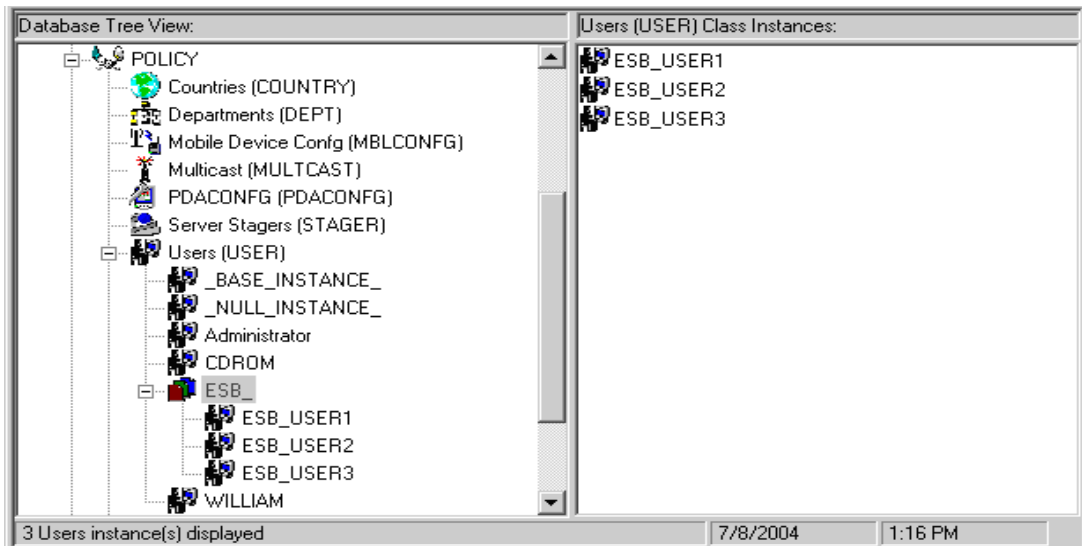 Database Tree View:
POLICY
Countries (COUNTRY)
Departments (DEPT)
Mobile Device Confg (MBLCONFG)
Multicast (MULTCAST)
PDACONFG (PDACONFG)
Server Stagers (STAGER)
Users (USER)
_BASE_INSTANCE_
_NULL_INSTANCE_
Administrator
CDROM
ESB_
ESB_USER1
ESB_USER2
ESB_USER3
WILLIAM
Users (USER) Class Instances:
ESB_USER1
ESB_USER2
ESB_USER3
3 Users instance(s) displayed
7/8/2004
1:16 PM